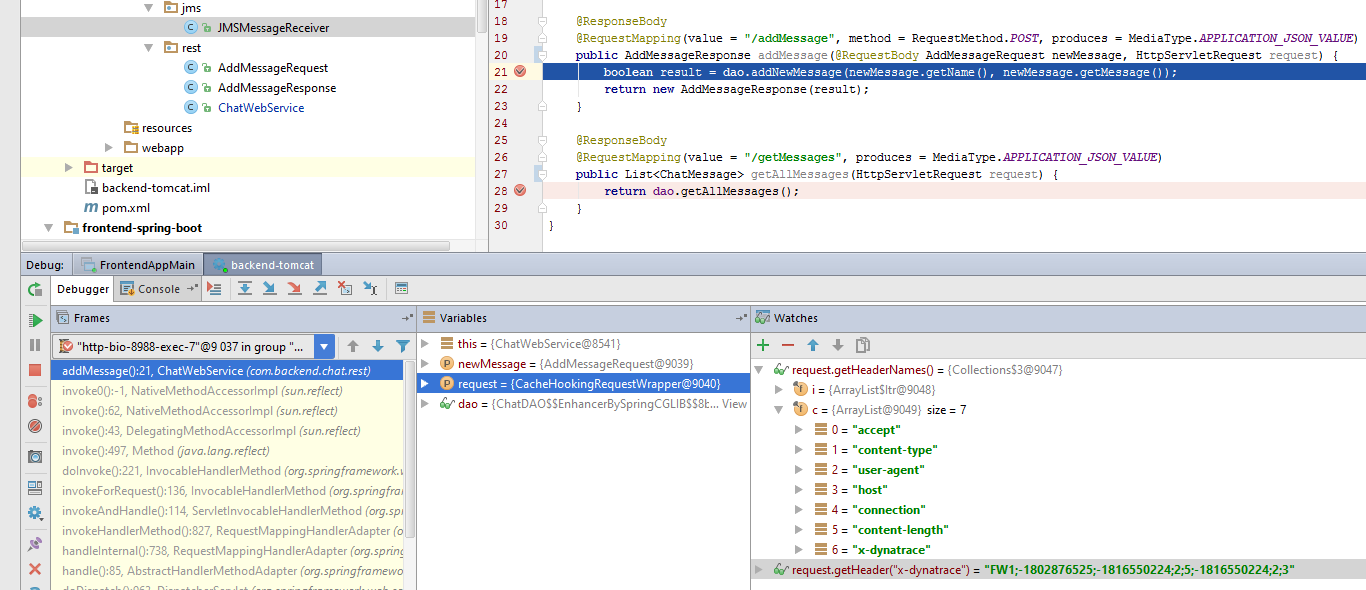 jms
JMSMessageReceiver
rest
AddMessageRequest
AddMessageResponse
ChatWebService
resources
webapp
target
backend-tomcat.iml
pom.xml
frontend-spring-boot
17
18 @ResponseBody
19 @RequestMapping(value = "/addMessage", method = RequestMethod.POST, produces = MediaType.APPLICATION_JSON_VALUE)
20 public AddMessageResponse addMessage(@RequestBody AddMessageRequest newMessage, HttpServletRequest request) {
21 boolean result = dao.addNewMessage(newMessage.getName(), newMessage.getMessage());
22 return new AddMessageResponse(result);
23 }
24
25 @ResponseBody
26 @RequestMapping(value = "/getMessages", produces = MediaType.APPLICATION_JSON_VALUE)
27 public List<ChatMessage> getAllMessages(HttpServletRequest request) {
28 return dao.getAllMessages();
29 }
30 }
Debug: FrontendAppMain backend-tomcat
Debugger Console
Frames
"http-bio-8988-exec-7"@9 037 in group "...
addMessage():21, ChatWebService (com.backend.chat.rest)
invoke0():-1, NativeMethodAccessorImpl (sun.reflect)
invoke():62, NativeMethodAccessorImpl (sun.reflect)
invoke():43, DelegatingMethodAccessorImpl (sun.reflect)
invoke():497, Method (java.lang.reflect)
doInvoke():221, InvocableHandlerMethod (org.springframework.w
invokeForRequest():136, InvocableHandlerMethod (org.springfra
invokeAndHandle():114, ServletInvocableHandlerMethod (org.sp
invokeHandlerMethod():827, RequestMappingHandlerAdapter (o
handleInternal():738, RequestMappingHandlerAdapter (org.spring
handle():85, AbstractHandlerMethodAdapter (org.springframewo
Variables
this = {ChatWebService@8541}
newMessage = {AddMessageRequest@9039}
request = {CacheHookingRequestWrapper@9040}
dao = {ChatDAO$$EnhancerBySpringCGLIB$$8b... View
Watches
request.getHeaderNames() = {Collections$3@9047}
i = {ArrayList$Itr@9048}
c = {ArrayList@9049} size = 7
0 = "accept"
1 = "content-type"
2 = "user-agent"
3 = "host"
4 = "connection"
5 = "content-length"
6 = "x-dynatrace"
request.getHeader("x-dynatrace") = "FW1;-1802876525;-1816550224;2;5;-1816550224;2;3"